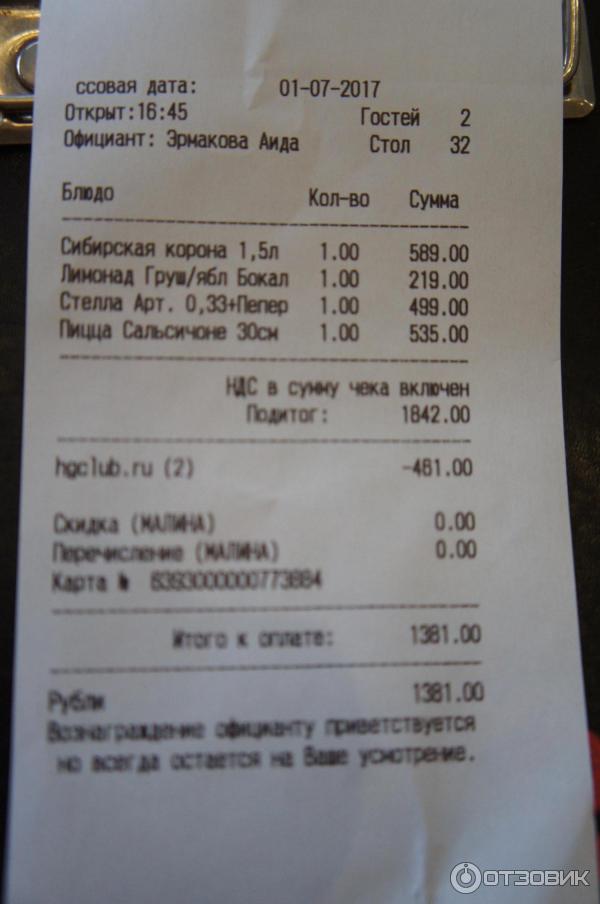 ссовая дата: 01-07-2017
Открыт:16:45 Гостей 2
Официант: Эрмакова Аида Стол 32
Блюдо Кол-во Сумма
Сибирская корона 1,5л 1.00 589.00
Лимонад Груш/ябл Бокал 1.00 219.00
Стелла Арт. 0,33+Пепер 1.00 499.00
Пицца Сальсичоне 30см 1.00 535.00
НДС в сумму чека включен
Подитог: 1842.00
hgclub.ru (2) -461.00
Скидка (МАЛИНА) 0.00
Перечисление (МАЛИНА) 0.00
Карта № 6393000000773884
Итого к оплате: 1381.00
Рубли 1381.00
Вознаграждение официанту приветствуется
но всегда остается на Ваше усмотрение.
ОТЗОВИК